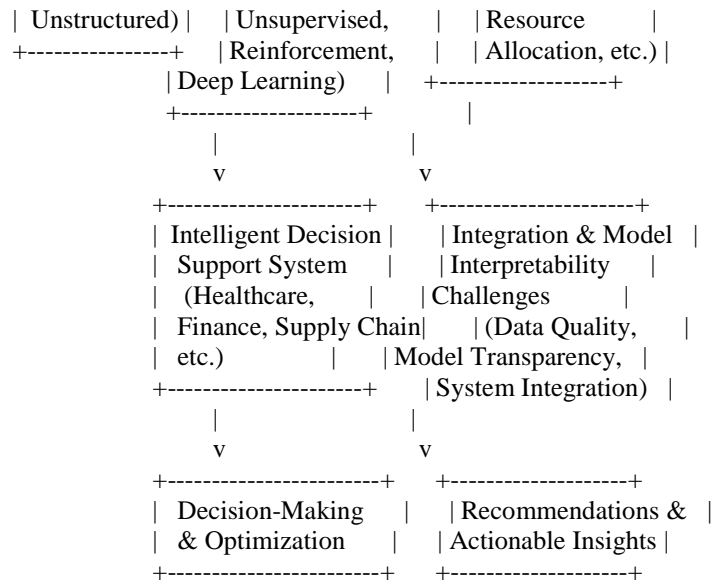 | Unstructured) | | Unsupervised, | | Resource |
+----------------+ | Reinforcement, | | Allocation, etc.) |
| Deep Learning) | +-------------------+
+--------------------+ |
| |
v v
+----------------------+ +----------------------+
| Intelligent Decision | | Integration & Model |
| Support System | | Interpretability |
| (Healthcare, | | Challenges |
| Finance, Supply Chain| | (Data Quality, |
| etc.) | | Model Transparency, |
+----------------------+ | System Integration) |
| |
v v
+------------------------+ +--------------------+
| Decision-Making | | Recommendations & |
| & Optimization | | Actionable Insights |
+------------------------+ +--------------------+